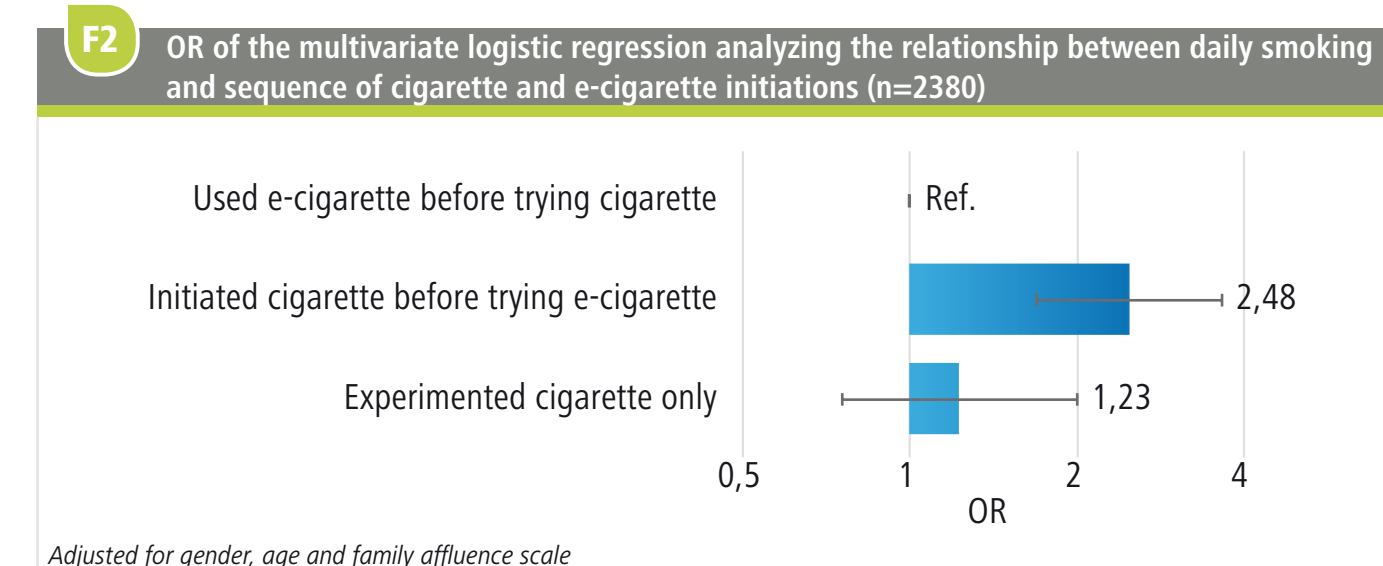 F2
OR of the multivariate logistic regression analyzing the relationship between daily smoking
and sequence of cigarette and e-cigarette initiations (n=2380)
Used e-cigarette before trying cigarette
Ref.
Initiated cigarette before trying e-cigarette
2,48
Experimented cigarette only
1,23
0,5
1
2
4
OR
Adjusted for gender, age and family affluence scale